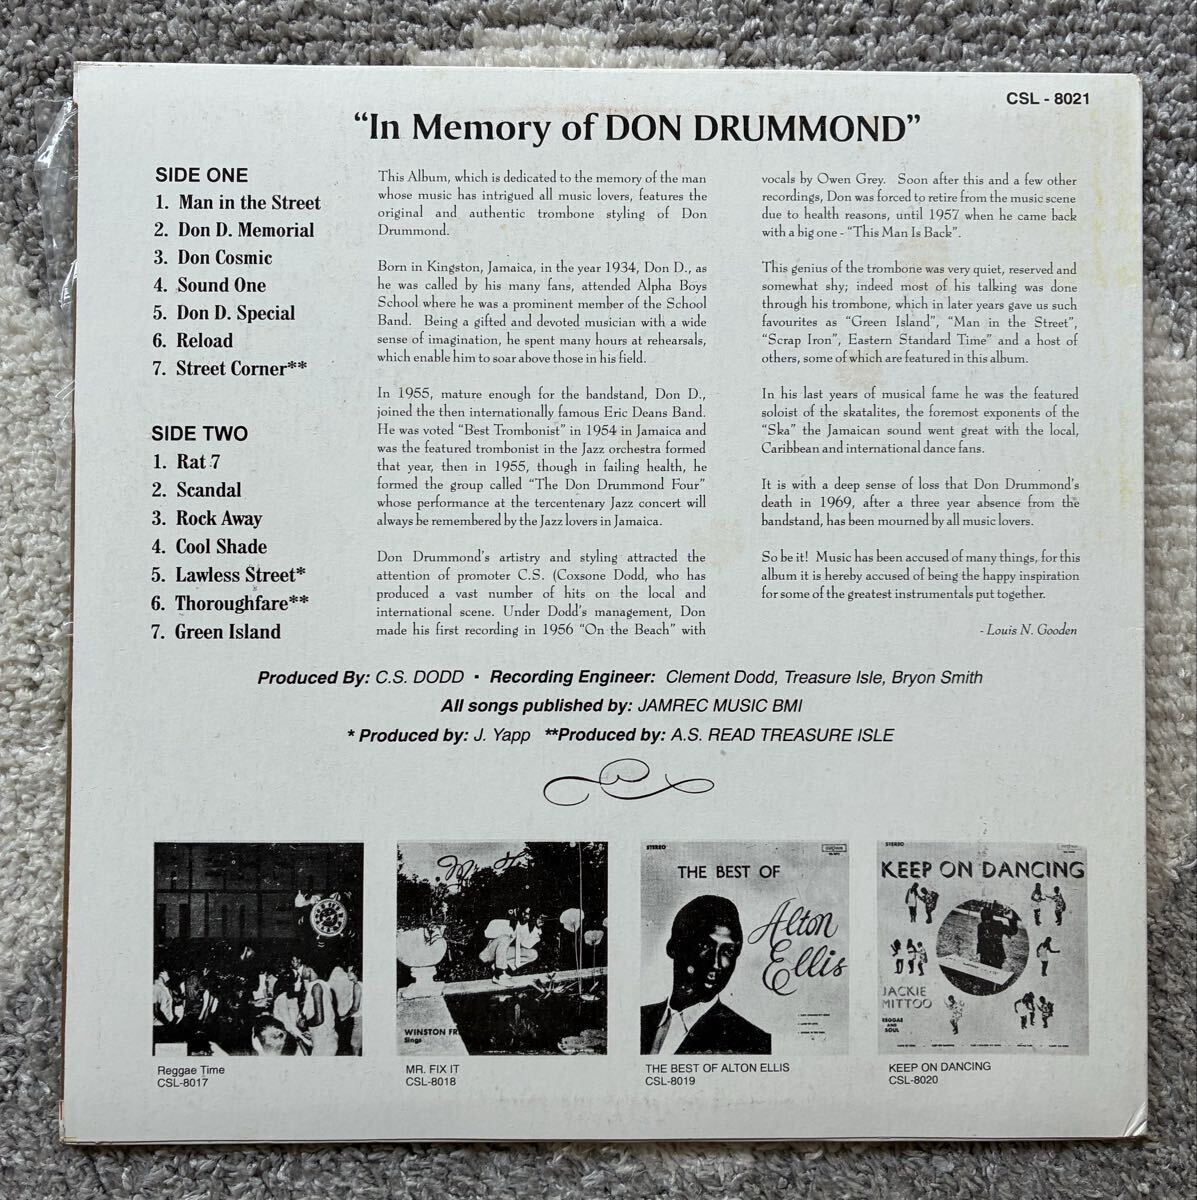 CSL - 8021
“In Memory of DON DRUMMOND”
SIDE ONE
1. Man in the Street
2. Don D. Memorial
3. Don Cosmic
4. Sound One
5. Don D. Special
6. Reload
7. Street Corner**
SIDE TWO
1. Rat 7
2. Scandal
3. Rock Away
4. Cool Shade
5. Lawless Street*
6. Thoroughfare**
7. Green Island
This Album, which is dedicated to the memory of the man
whose music has intrigued all music lovers, features the
original and authentic trombone styling of Don
Drummond.
Born in Kingston, Jamaica, in the year 1934, Don D., as
he was called by his many fans, attended Alpha Boys
School where he was a prominent member of the School
Band. Being a gifted and devoted musician with a wide
sense of imagination, he spent many hours at rehearsals,
which enable him to soar above those in his field.
In 1955, mature enough for the bandstand, Don D.,
joined the then internationally famous Eric Deans Band.
He was voted “Best Trombonist” in 1954 in Jamaica and
was the featured trombonist in the Jazz orchestra formed
that year, then in 1955, though in failing health, he
formed the group called “The Don Drummond Four”
whose performance at the tercentenary Jazz concert will
always be remembered by the Jazz lovers in Jamaica.
Don Drummond's artistry and styling attracted the
attention of promoter C.S. (Coxsone Dodd, who has
produced a vast number of hits on the local and
international scene. Under Dodd's management, Don
made his first recording in 1956 “On the Beach” with
vocals by Owen Grey. Soon after this and a few other
recordings, Don was forced to retire from the music scene
due to health reasons, until 1957 when he came back
with a big one - “This Man Is Back”.
This genius of the trombone was very quiet, reserved and
somewhat shy; indeed most of his talking was done
through his trombone, which in later years gave us such
favourites as “Green Island”, “Man in the Street”,
“Scrap Iron”, Eastern Standard Time” and a host of
others, some of which are featured in this album.
In his last years of musical fame he was the featured
soloist of the skatalites, the foremost exponents of the
“Ska” the Jamaican sound went great with the local,
Caribbean and international dance fans.
It is with a deep sense of loss that Don Drummond's
death in 1969, after a three year absence from the
bandstand, has been mourned by all music lovers.
So be it! Music has been accused of many things, for this
album it is hereby accused of being the happy inspiration
for some of the greatest instrumentals put together.
- Louis N. Gooden
Produced By: C.S. DODD • Recording Engineer: Clement Dodd, Treasure Isle, Bryon Smith
All songs published by: JAMREC MUSIC BMI
* Produced by: J. Yapp **Produced by: A.S. READ TREASURE ISLE
REGGAE
TIME
Reggae Time
CSL-8017
WINSTON FR
Sings
MR. FIX IT
CSL-8018
STEREO
THE BEST OF
Alton
Ellis
THE BEST OF ALTON ELLIS
CSL-8019
STEREO
KEEP ON DANCING
JACKIE
MITTOO
REGGAE
AND
SOUL
KEEP ON DANCING
CSL-8020